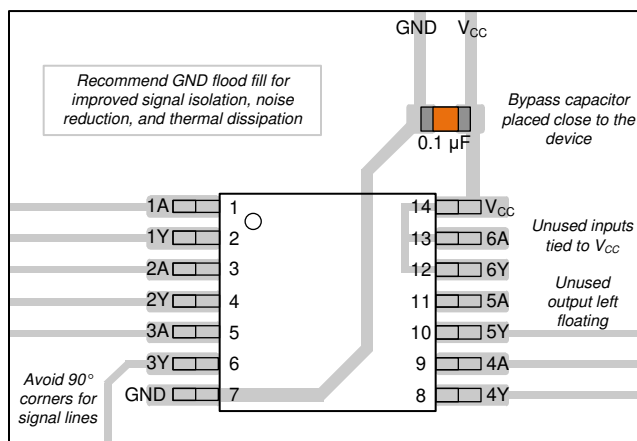 GND VCC
Recommend GND flood fill for
improved signal isolation, noise
reduction, and thermal dissipation
Bypass capacitor
placed close to the
device
0.1 µF
1A 1 14 VCC
1Y 2 13 6A
2A 3 12 6Y
2Y 4 11 5A
3A 5 10 5Y
3Y 6 9 4A
GND 7 8 4Y
Unused inputs
tied to VCC
Unused
output left
floating
Avoid 90°
corners for
signal lines